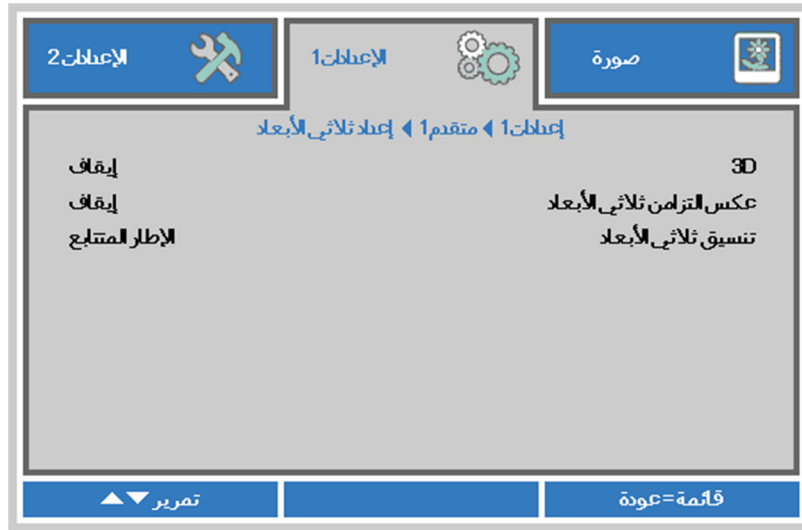 صورة
الإعدادات1
الإعدادات2
إعدادات1 ◀ متقدم1 ◀ إعداد ثلاثي الأبعاد
3D إيقاف
عكس التزامن ثلاثي الأبعاد إيقاف
تنسيق ثلاثي الأبعاد الإطار المتتابع
قائمة=عودة
تمرير ▼▲